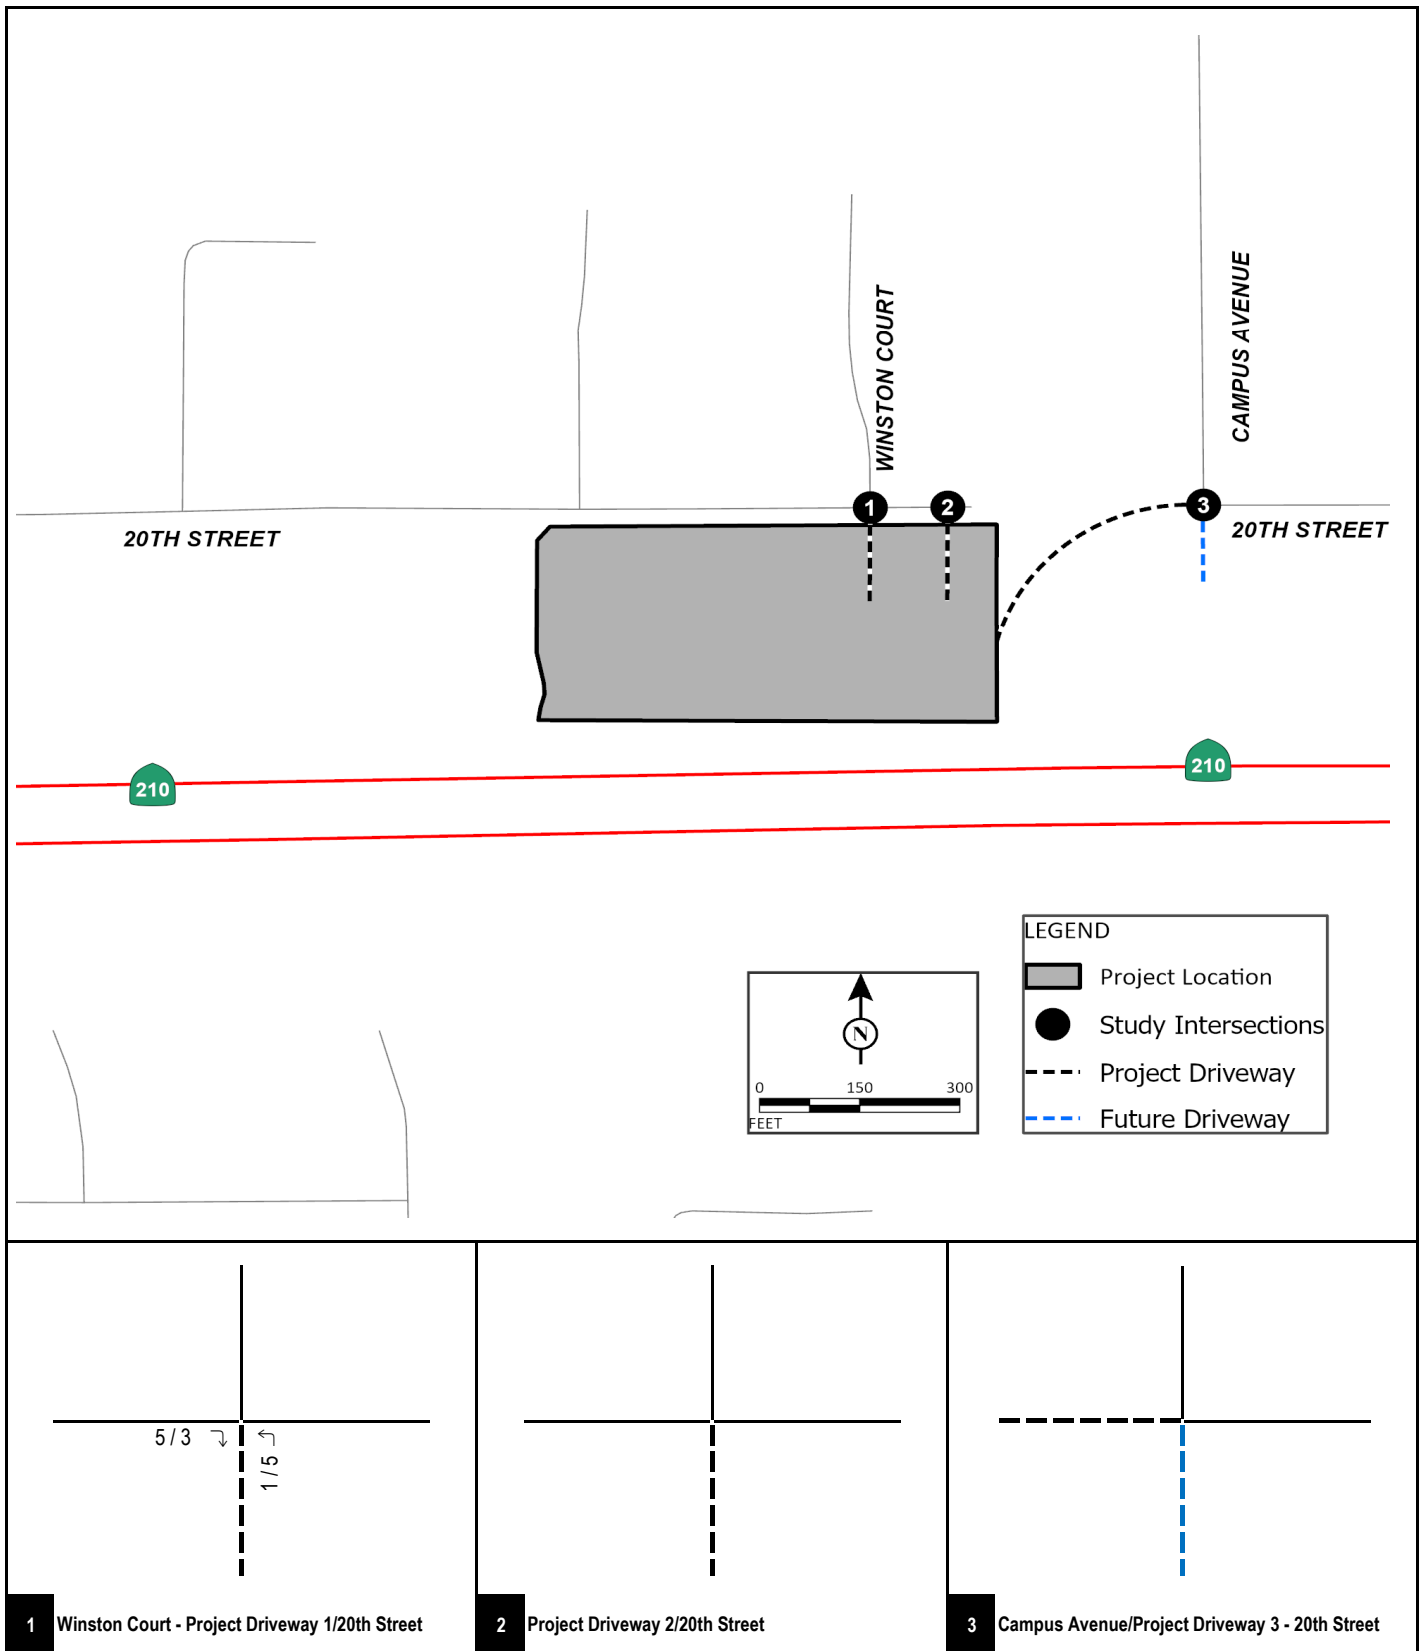 WINSTON COURT
CAMPUS AVENUE
1
2
3
20TH STREET
20TH STREET
210
210
LEGEND
Project Location
Study Intersections
Project Driveway
Future Driveway
N
0 150 300
FEET
5 / 3
1 / 5
1 Winston Court - Project Driveway 1/20th Street
2 Project Driveway 2/20th Street
3 Campus Avenue/Project Driveway 3 - 20th Street